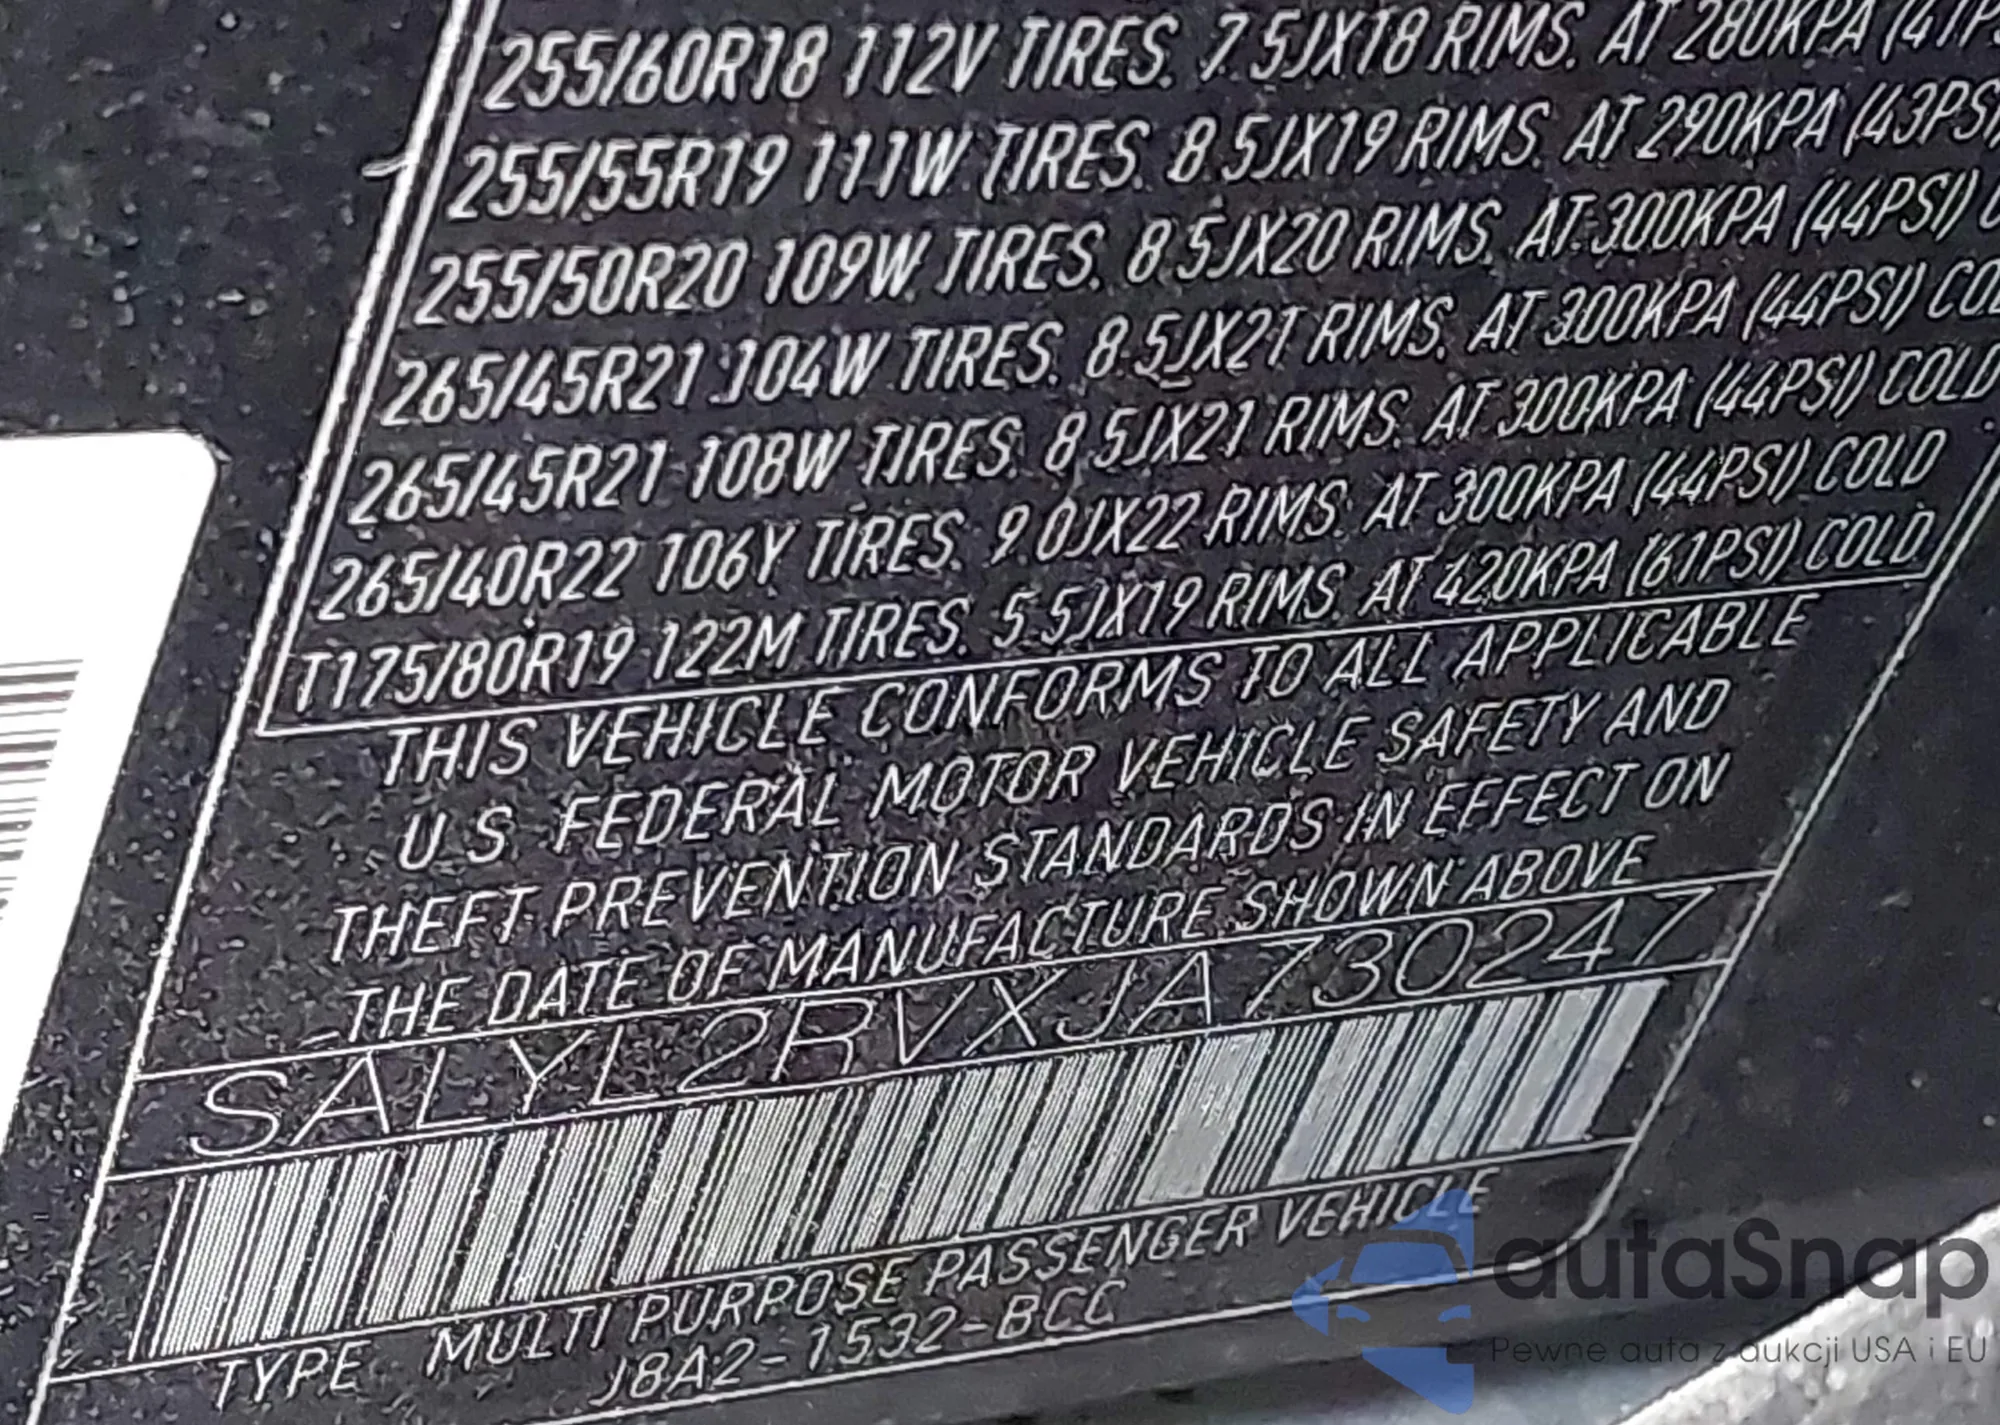 255/60R18 112V TIRES. 7.5JX18 RIMS. AT 280KPA
255/55R19 111W TIRES. 8.5JX19 RIMS. AT 290KPA (43PSI
255/50R20 109W TIRES. 8.5JX20 RIMS. AT 300KPA (44PSI)
265/45R21 104W TIRES. 8.5JX21 RIMS. AT 300KPA (44PSI)
265/45R21 108W TIRES. 8.5JX21 RIMS. AT 300KPA (44PSI) COLD
265/40R22 106Y TIRES. 9.0JX22 RIMS. AT 300KPA (44PSI) COLD
T175/80R19 122M TIRES. 5.5JX19 RIMS. AT 420KPA (61PSI) COLD
THIS VEHICLE CONFORMS TO ALL APPLICABLE
U.S. FEDERAL MOTOR VEHICLE SAFETY AND
THEFT PREVENTION STANDARDS IN EFFECT ON
THE DATE OF MANUFACTURE SHOWN ABOVE
SALYL2RVXJA730247
TYPE MULTI PURPOSE PASSENGER VEHICLE
J8A2-1532-BCC
autaSnap
Pewne auta z aukcji USA i EU